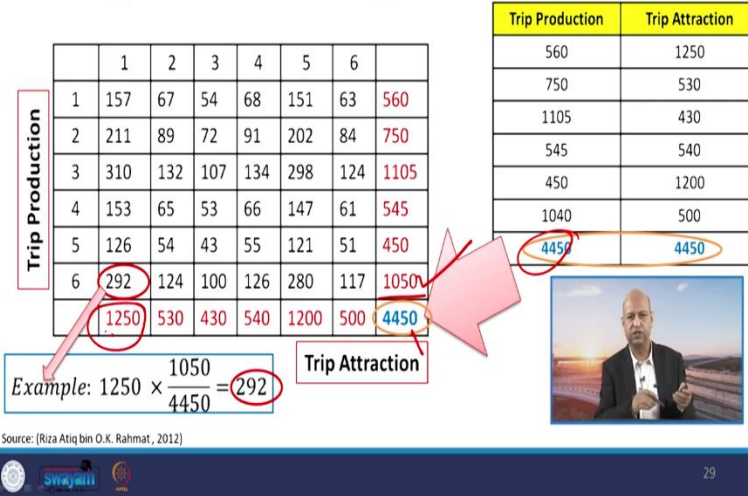 Trip Production Trip Attraction
560 1250
750 530
1105 430
545 540
450 1200
1040 500
4450 4450
1 2 3 4 5 6
1 157 67 54 68 151 63 560
2 211 89 72 91 202 84 750
3 310 132 107 134 298 124 1105
4 153 65 53 66 147 61 545
5 126 54 43 55 121 51 450
6 292 124 100 126 280 117 1050
1250 530 430 540 1200 500 4450
Trip Production
Trip Attraction
Example: 1250 × 1050/4450 = 292
Source: (Riza Atiq bin O.K. Rahmat, 2012)
swayam
29